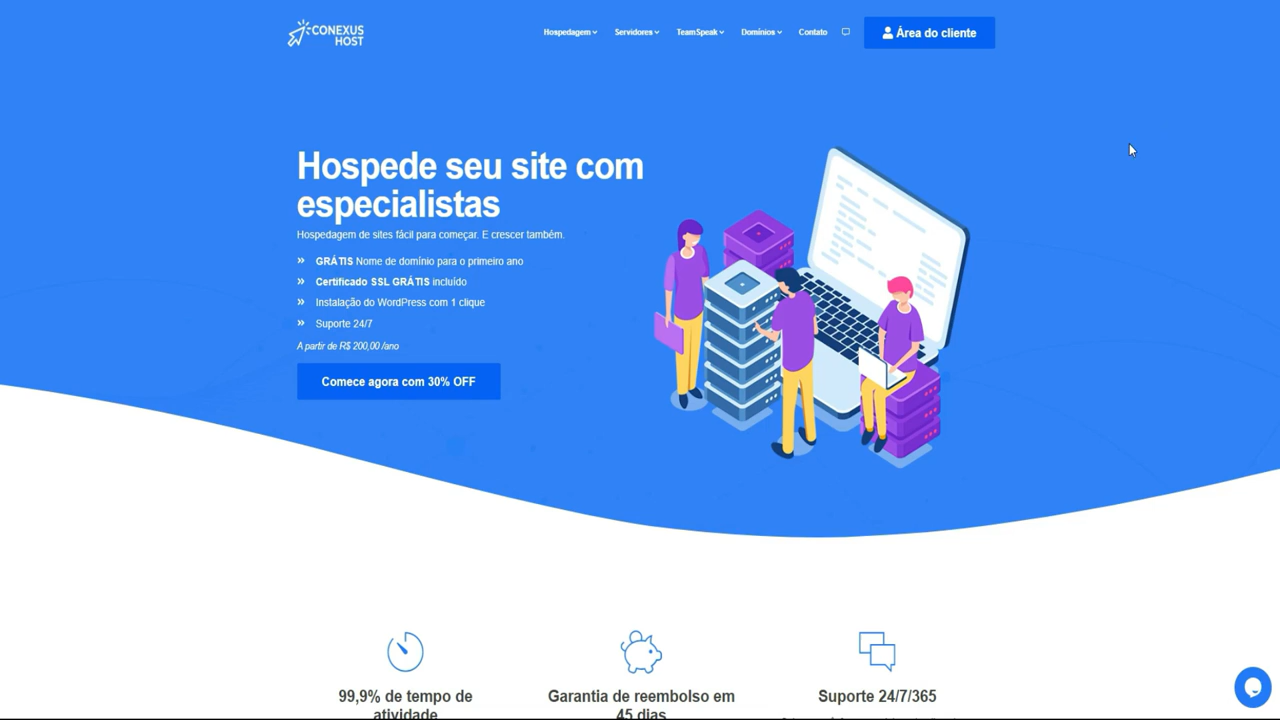 CONEXUS
HOST
Hospedagem
Servidores
TeamSpeak
Domínios
Contato
Área do cliente
Hospede seu site com
especialistas
Hospedagem de sites fácil para começar. E crescer também.
GRÁTIS Nome de domínio para o primeiro ano
Certificado SSL GRÁTIS incluído
Instalação do WordPress com 1 clique
Suporte 24/7
A partir de R$ 200,00 /ano
Comece agora com 30% OFF
99,9% de tempo de
atividade
Garantia de reembolso em
45 dias
Suporte 24/7/365